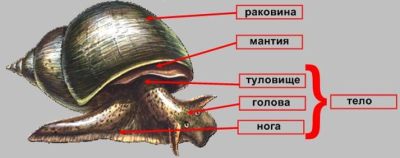 раковина
мантия
туловище
голова
тело
нога